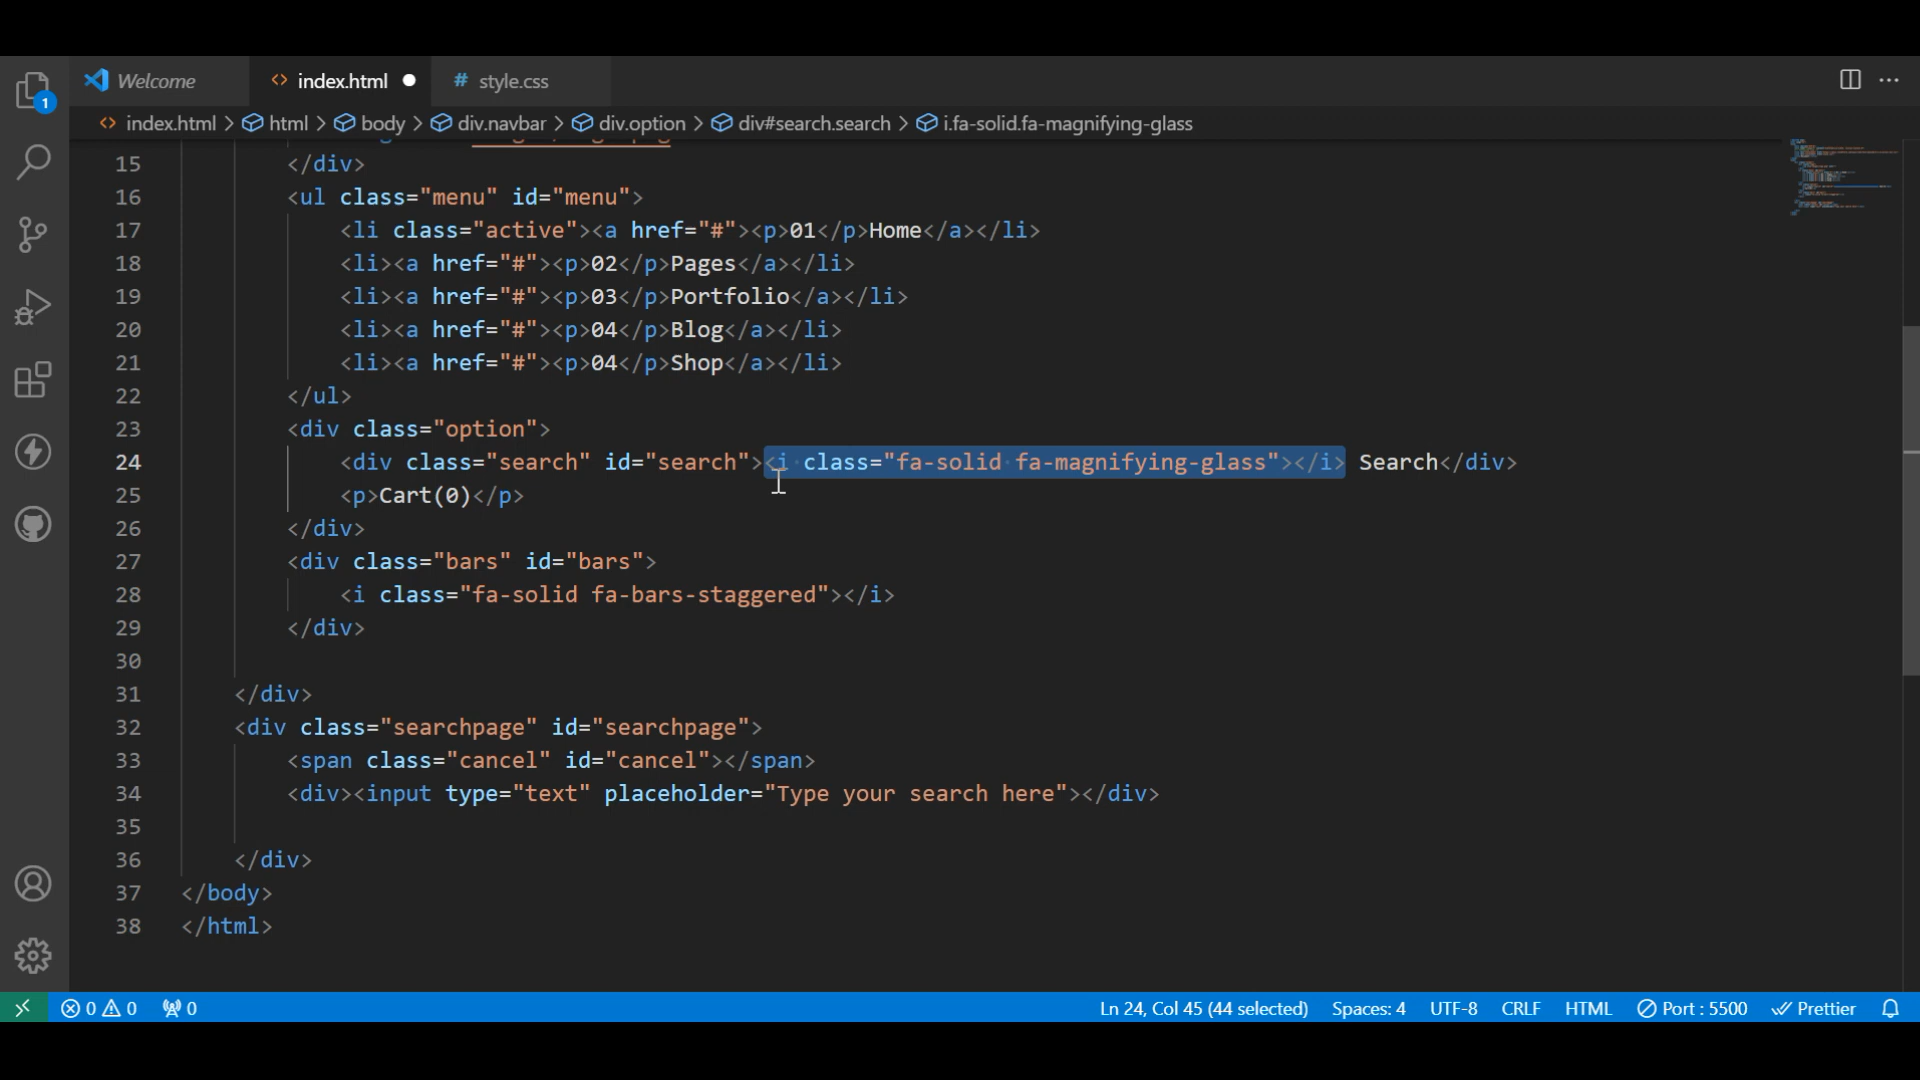 Welcome
index.html
# style.css
index.html > html > body > div.navbar > div.option > div#search.search > i.fa-solid.fa-magnifying-glass
1
15 </div>
16 <ul class="menu" id="menu">
17 <li class="active"><a href="#"><p>01</p>Home</a></li>
18 <li><a href="#"><p>02</p>Pages</a></li>
19 <li><a href="#"><p>03</p>Portfolio</a></li>
20 <li><a href="#"><p>04</p>Blog</a></li>
21 <li><a href="#"><p>04</p>Shop</a></li>
22 </ul>
23 <div class="option">
24 <div class="search" id="search"><i class="fa-solid fa-magnifying-glass"></i> Search</div>
25 <p>Cart(0)</p>
26 </div>
27 <div class="bars" id="bars">
28 <i class="fa-solid fa-bars-staggered"></i>
29 </div>
30
31 </div>
32 <div class="searchpage" id="searchpage">
33 <span class="cancel" id="cancel"></span>
34 <div><input type="text" placeholder="Type your search here"></div>
35
36 </div>
37 </body>
38 </html>
0 0 0 Ln 24, Col 45 (44 selected) Spaces: 4 UTF-8 CRLF HTML Port : 5500 Prettier